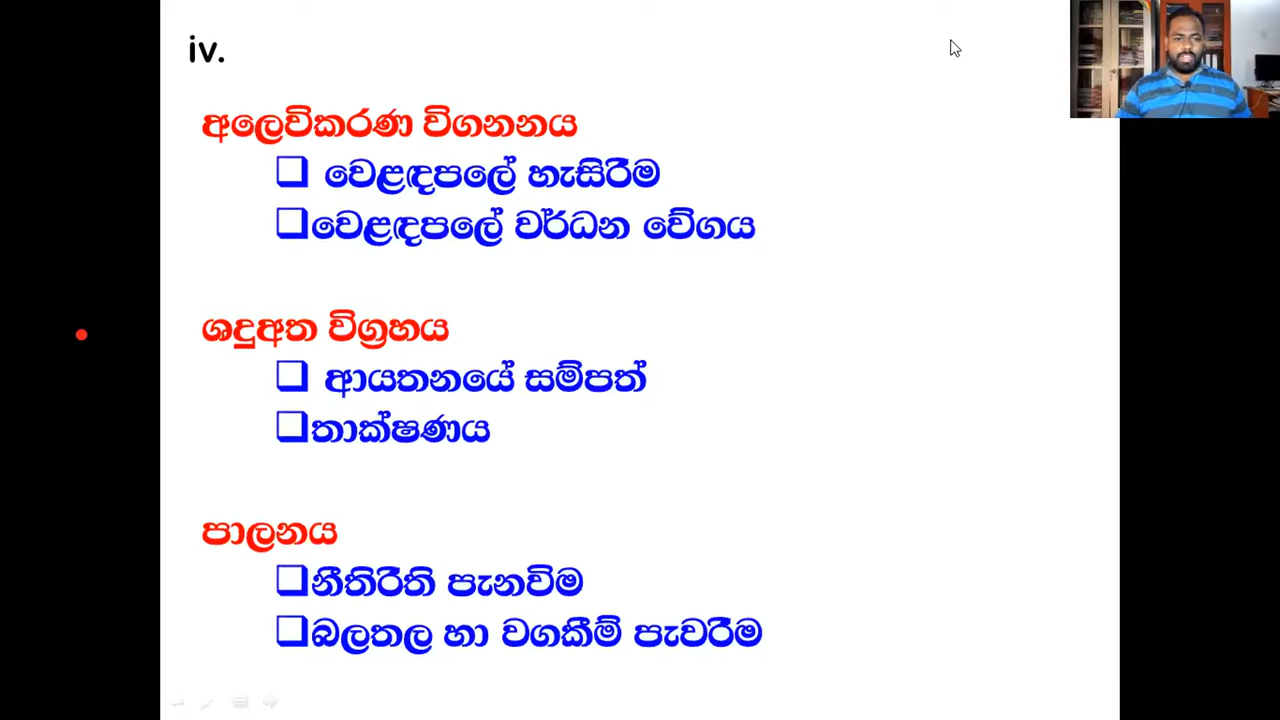 iv.
අලෙවිකරණ විගනනය
❑ වෙළඳපලේ හැසිරීම
❑වෙළඳපලේ වර්ධන වේගය
ශදුඅත විග්‍රහය
❑ ආයතනයේ සම්පත්
❑තාක්ෂණය
පාලනය
❑නීතිරීති පැනවිම
❑බලතල හා වගකීම් පැවරීම